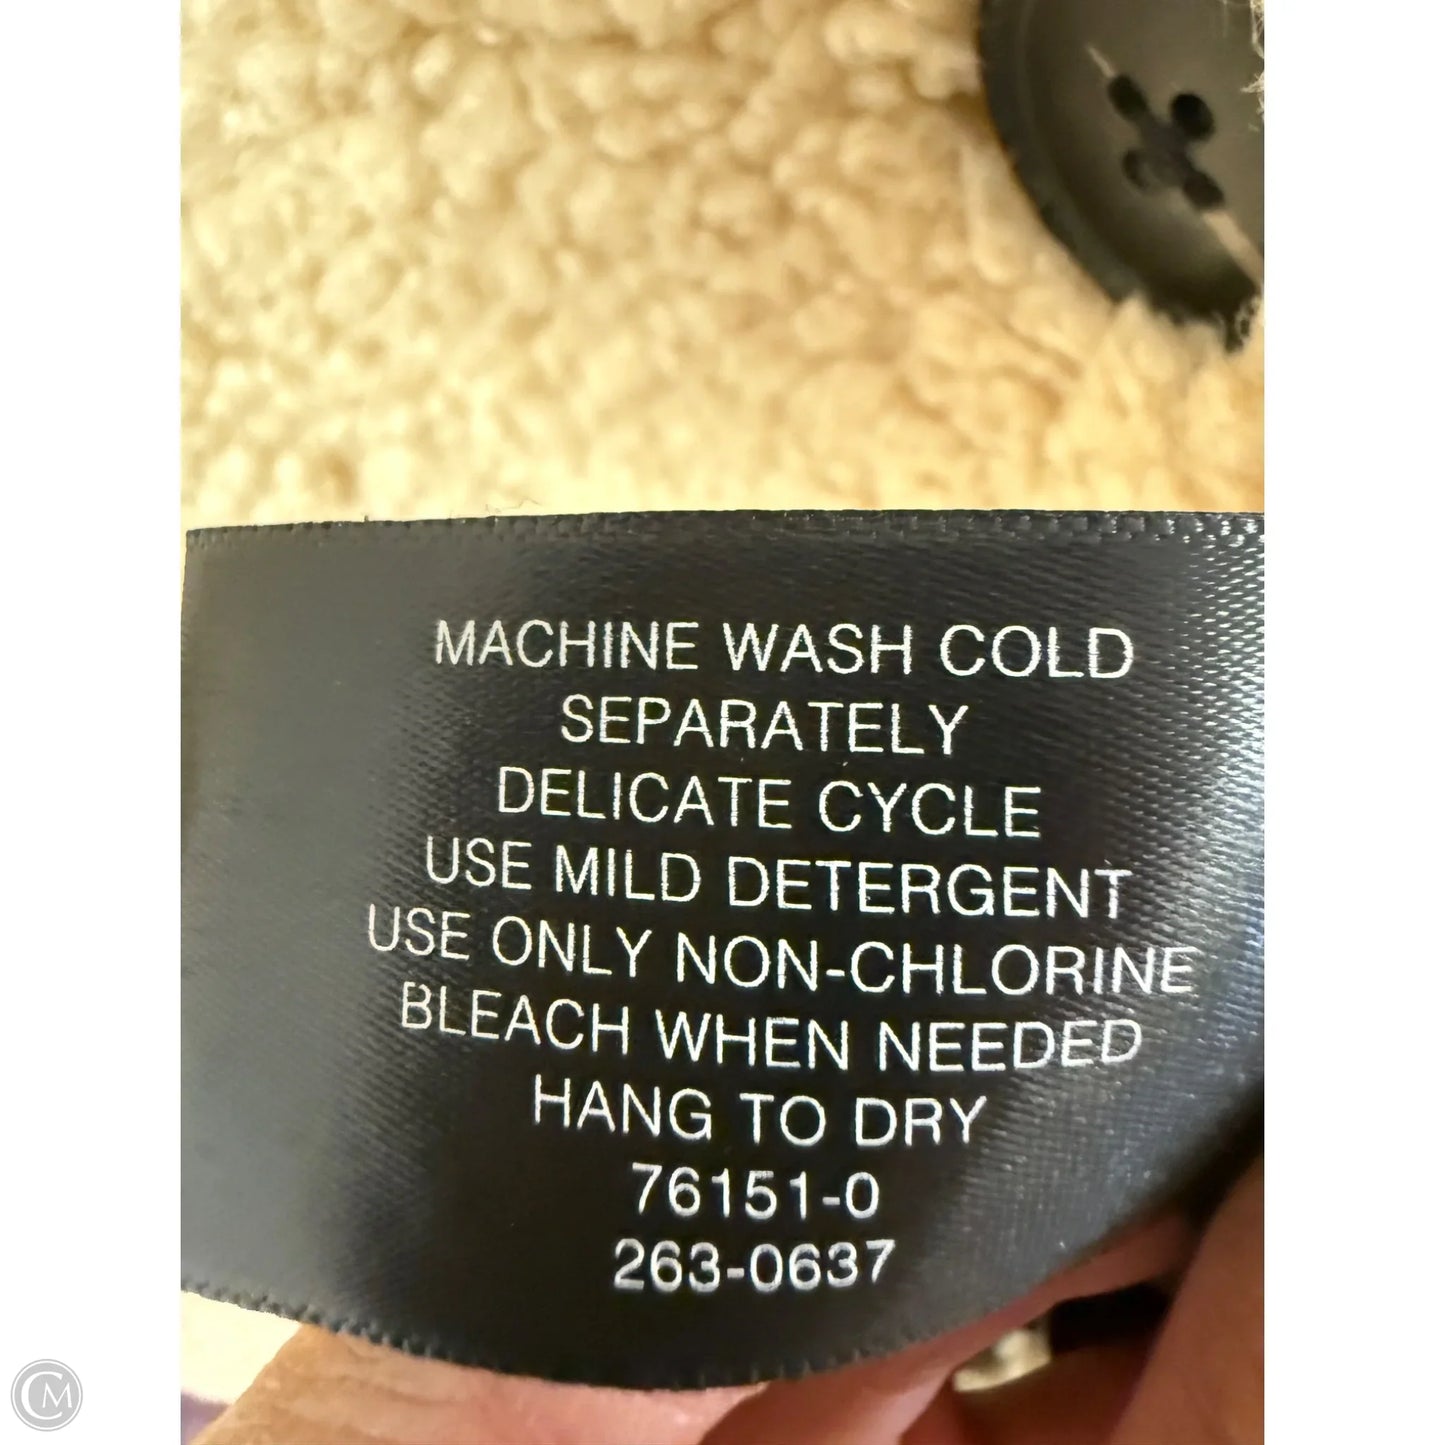 MACHINE WASH COLD
SEPARATELY
DELICATE CYCLE
USE MILD DETERGENT
USE ONLY NON-CHLORINE
BLEACH WHEN NEEDED
HANG TO DRY
76151-0
263-0637
CM